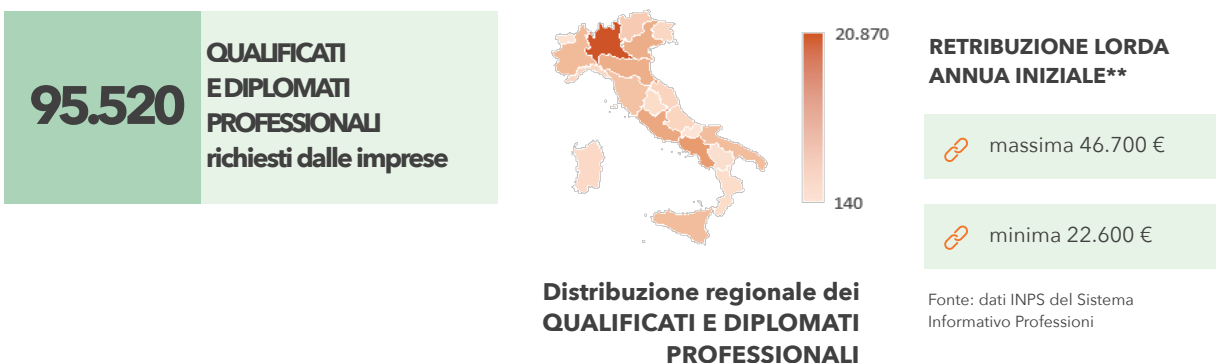 95.520
QUALIFICATI
E DIPLOMATI
PROFESSIONALI
richiesti dalle imprese
20.870
140
Distribuzione regionale dei
QUALIFICATI E DIPLOMATI
PROFESSIONALI
RETRIBUZIONE LORDA
ANNUA INIZIALE**
massima 46.700 €
minima 22.600 €
Fonte: dati INPS del Sistema
Informativo Professioni